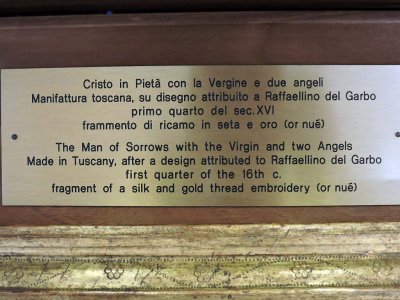 Cristo in Pietã con la Vergine e due angeli
Manifattura toscana, su disegno attribuito a Raffaellino del Garbo
primo quarto del sec. XVI
frammento di ricamo in seta e oro (or nuē)
The Man of Sorrows with the Virgin and two Angels
Made in Tuscany, after a design attributed to Raffaellino del Garbo
first quarter of the 16th c.
fragment of a silk and gold thread embroidery (or nuē)